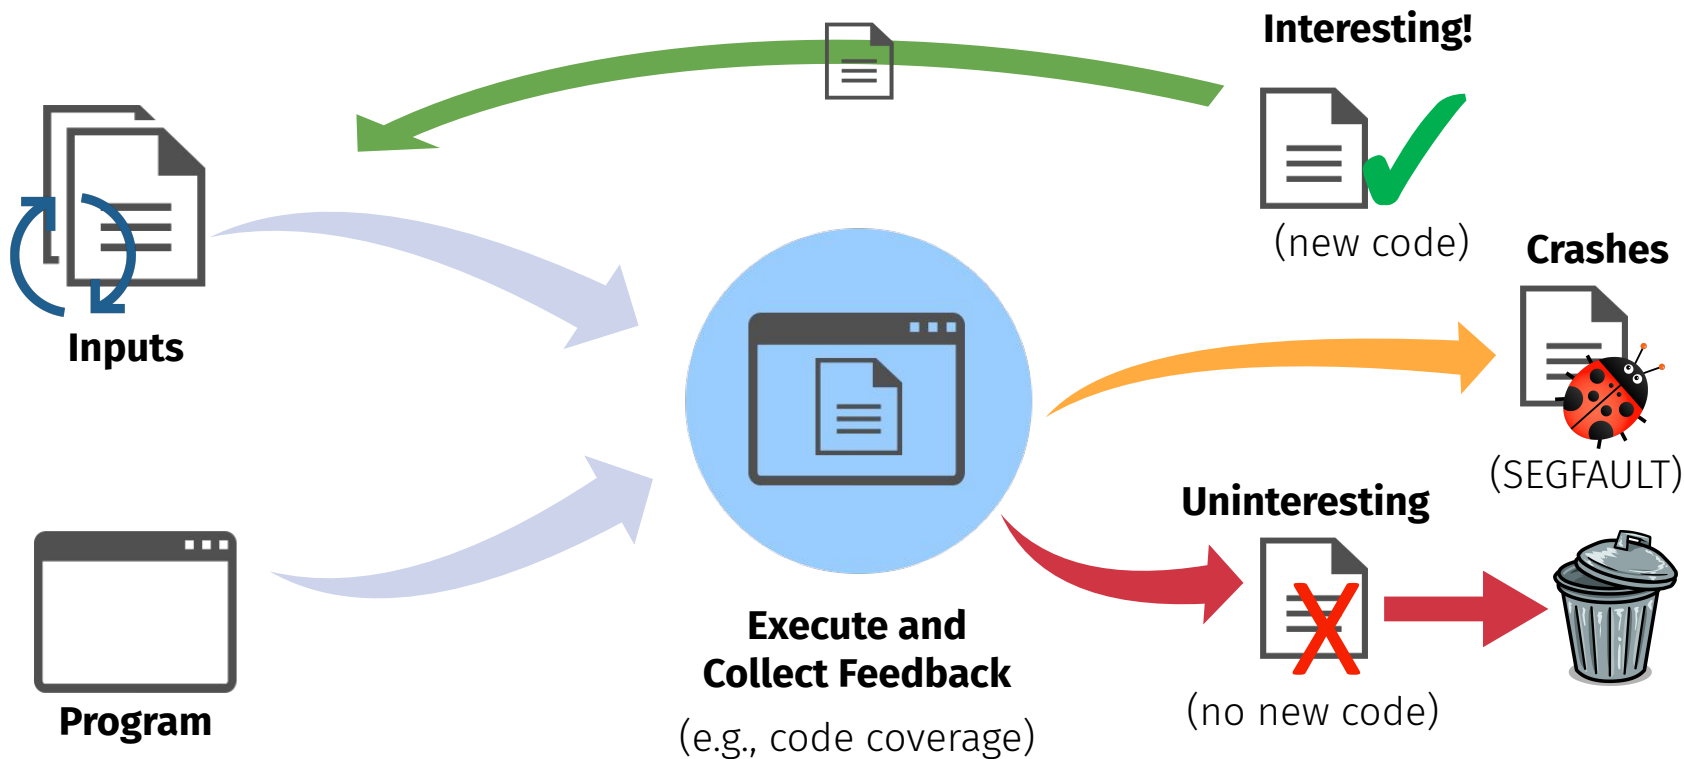 Interesting!
(new code)
Crashes
(SEGFAULT)
Inputs
Uninteresting
(no new code)
Execute and
Collect Feedback
(e.g., code coverage)
Program